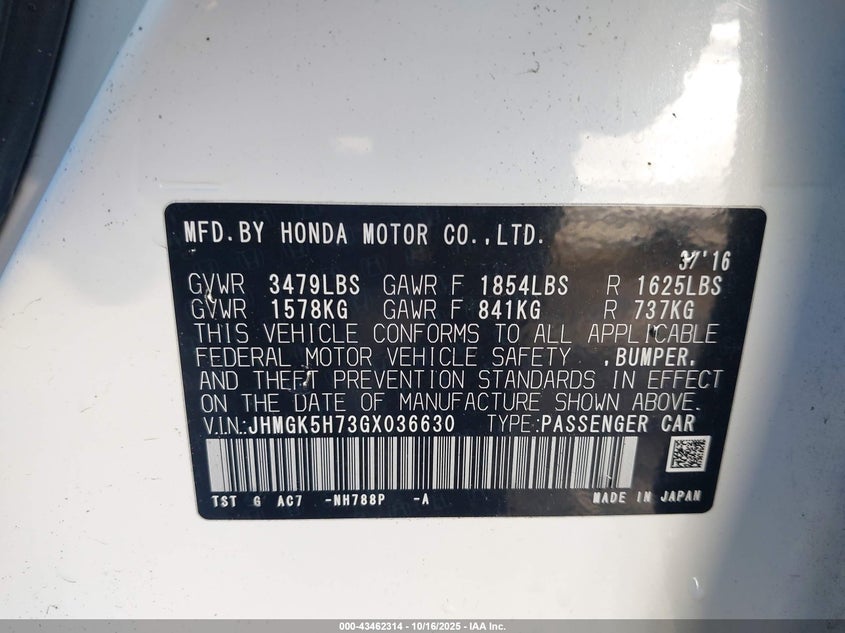 MFD.BY HONDA MOTOR CO.,LTD.
GVWR 3479LBS GAWR F 1854LBS R 1625LBS
GVWR 1578KG GAWR F 841KG R 737KG
THIS VEHICLE CONFORMS TO ALL APPLICABLE
FEDERAL MOTOR VEHICLE SAFETY ,BUMPER,
AND THEFT PREVENTION STANDARDS IN EFFECT
ON THE DATE OF MANUFACTURE SHOWN ABOVE.
V.IN.:JHMGK5H73GX036630 TYPE:PASSENGER CAR
TST G AC7 -NH788P -A MADE IN JAPAN
000-43462314 - 10/16/2025 - IAA Inc.